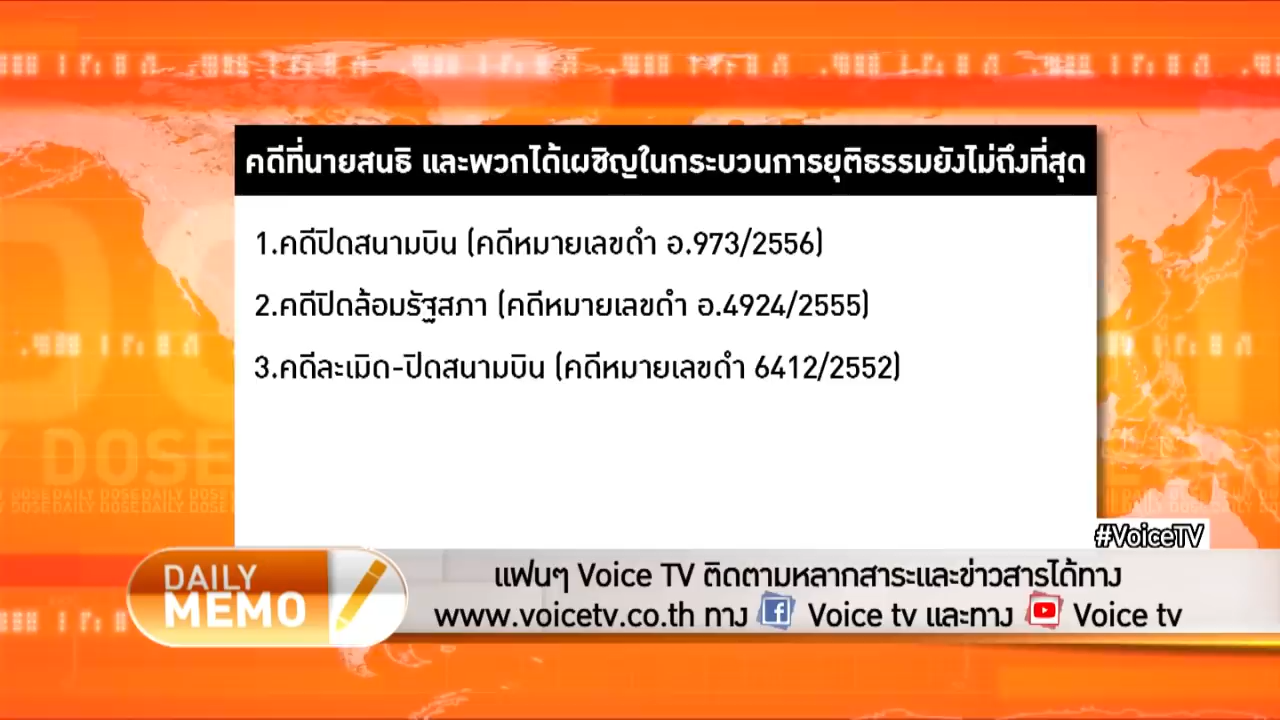 คดีที่นายสนธิ และพวกได้เผชิญในกระบวนการยุติธรรมยังไม่ถึงที่สุด
1.คดีปิดสนามบิน (คดีหมายเลขดำ อ.973/2556)
2.คดีปิดล้อมรัฐสภา (คดีหมายเลขดำ อ.4924/2555)
3.คดีละเมิด-ปิดสนามบิน (คดีหมายเลขดำ 6412/2552)
DOSE
DAILY DOSE DAILY DOSE
#VoiceTV
DAILY
MEMO
แฟนๆ Voice TV ติดตามหลากสาระและข่าวสารได้ทาง
www.voicetv.co.th ทาง f Voice tv และทาง Voice tv